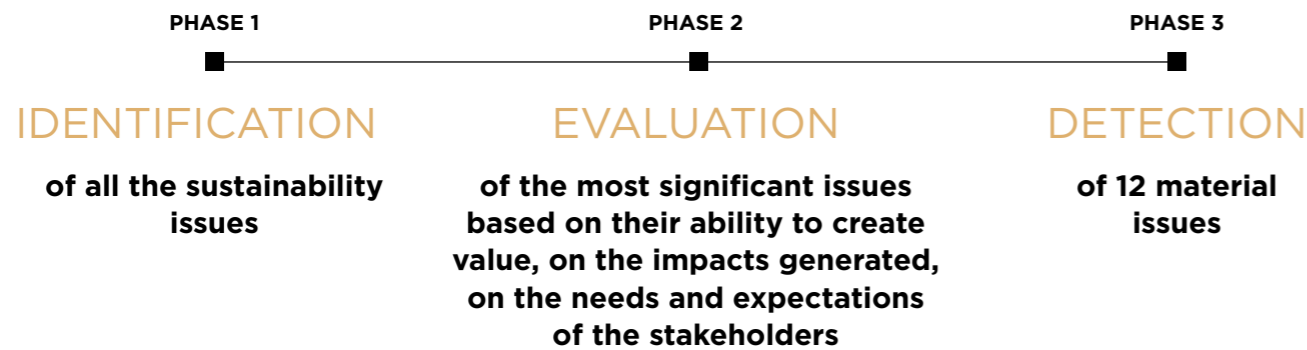 PHASE 1
IDENTIFICATION
of all the sustainability
issues
PHASE 2
EVALUATION
of the most significant issues
based on their ability to create
value, on the impacts generated,
on the needs and expectations
of the stakeholders
PHASE 3
DETECTION
of 12 material
issues